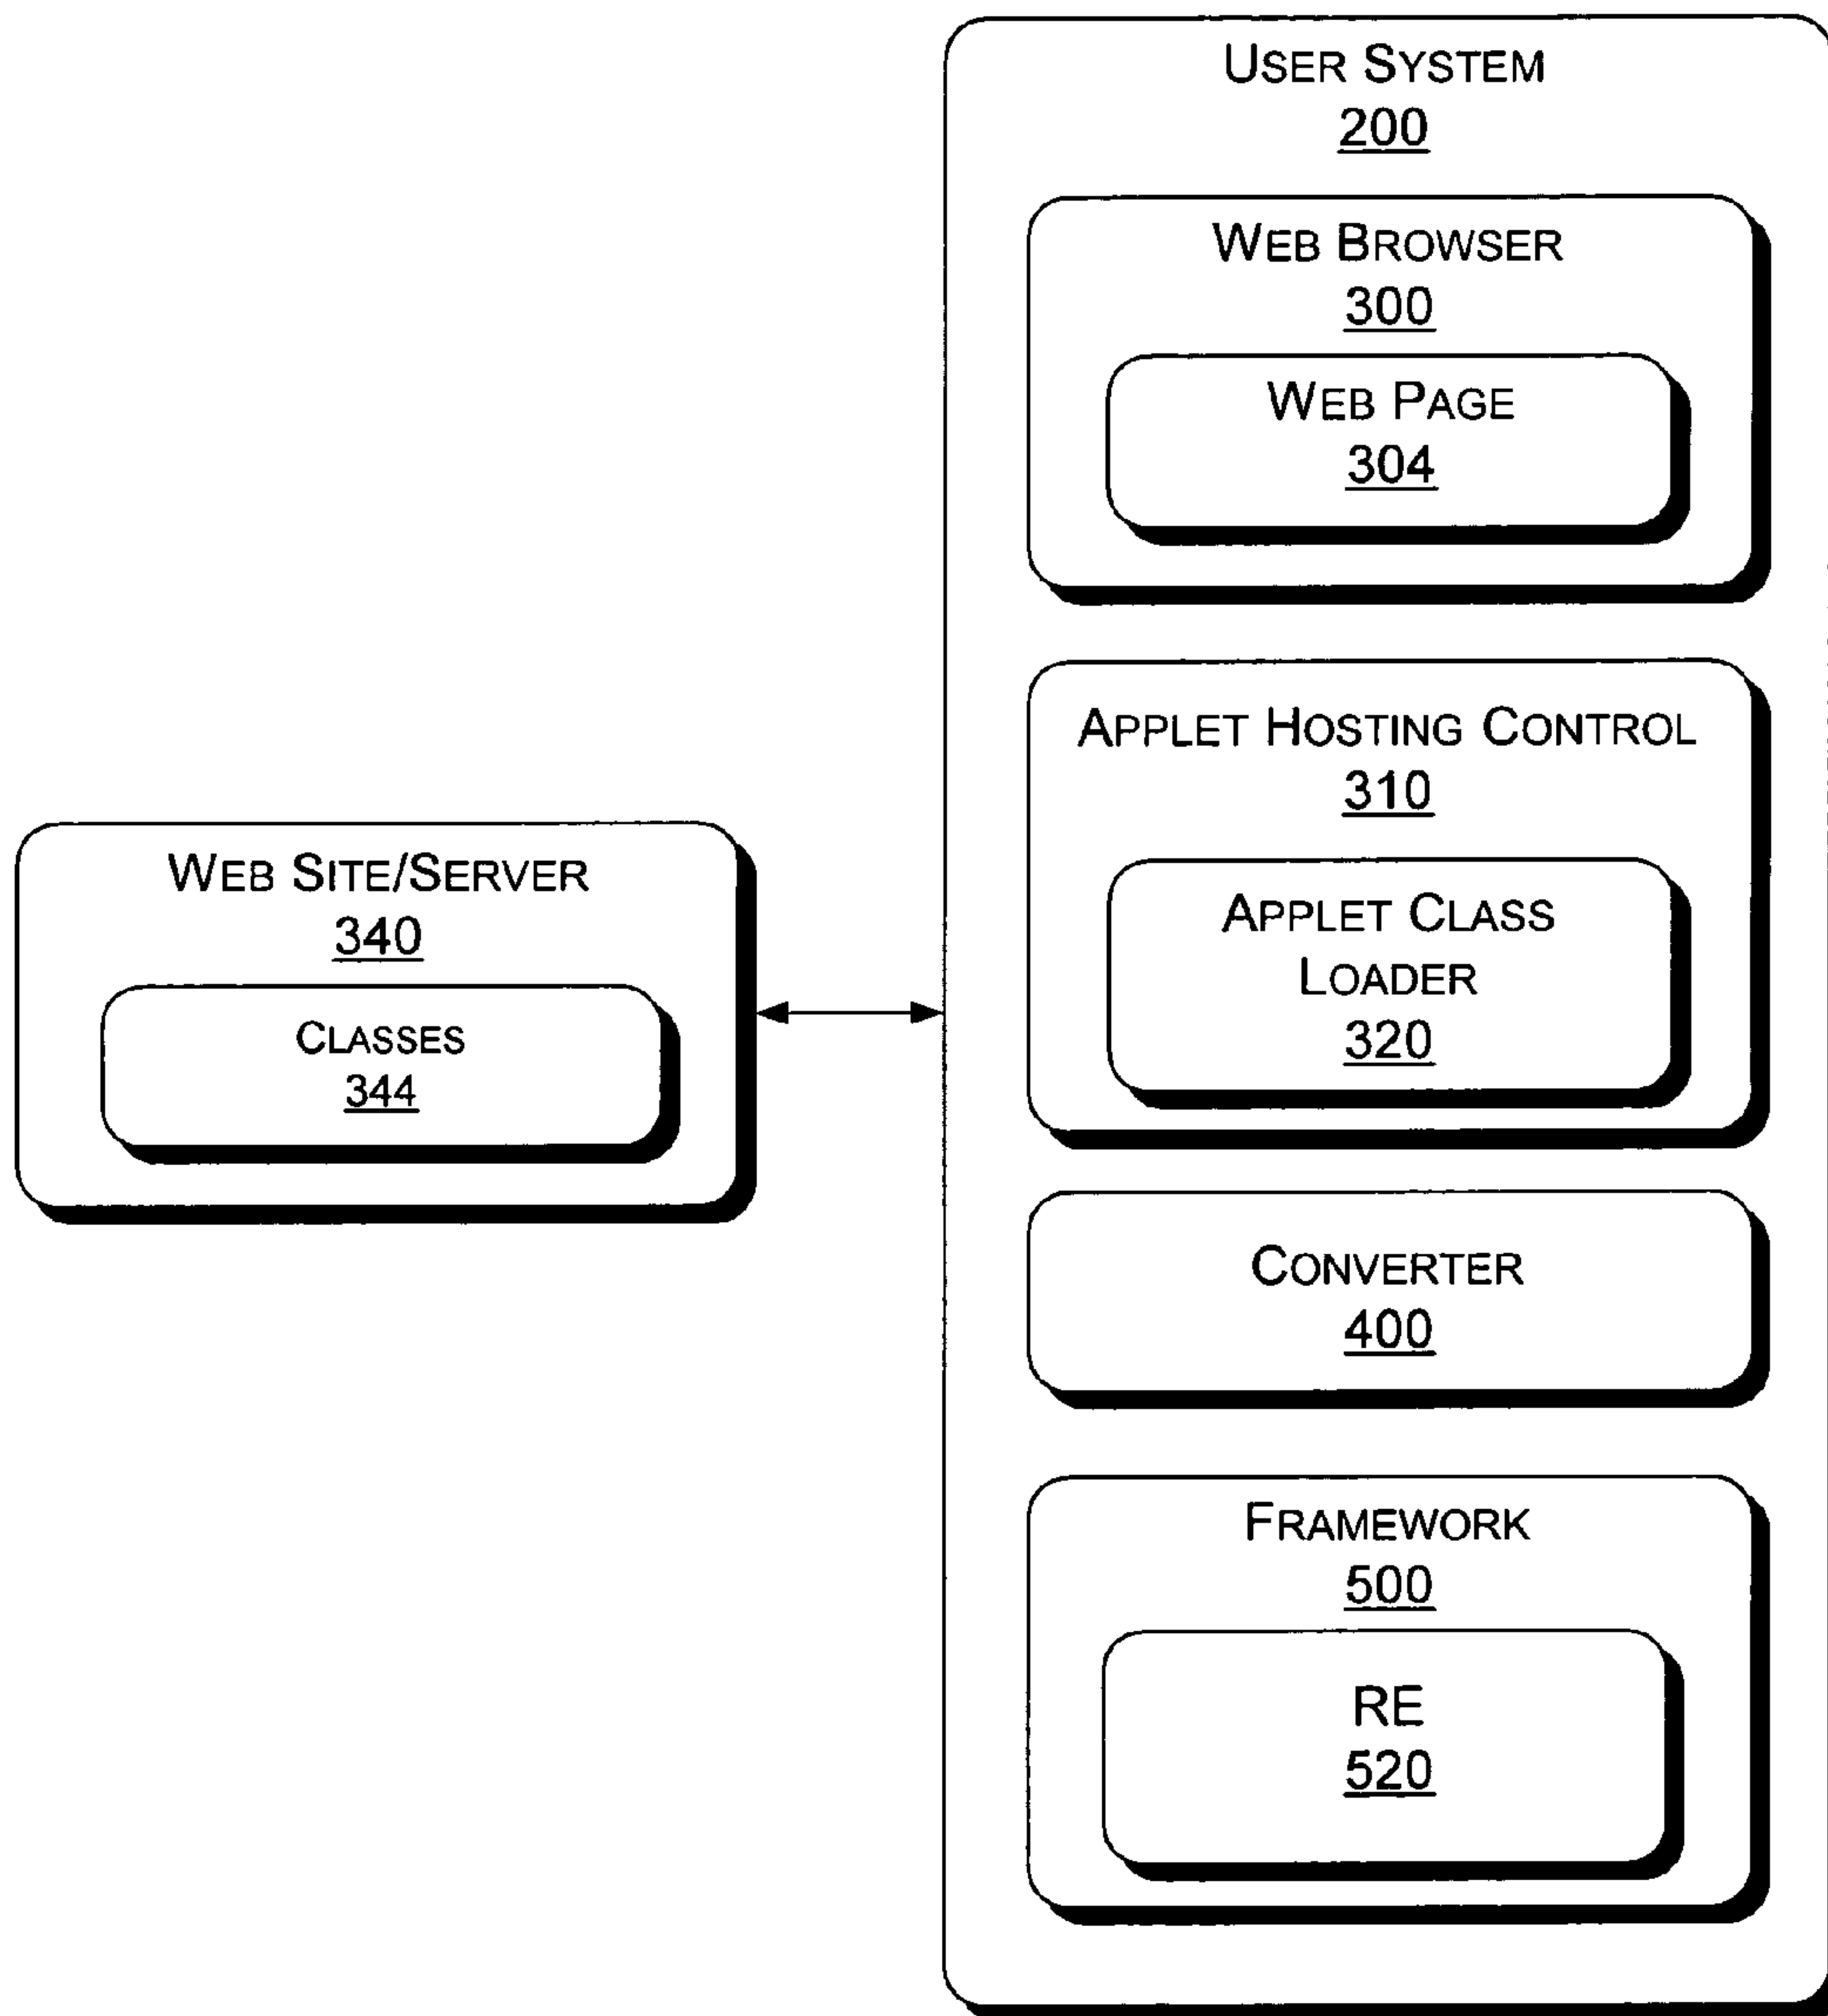 USER SYSTEM
200
WEB BROWSER
300
WEB PAGE
304
APPLET HOSTING CONTROL
310
APPLET CLASS
LOADER
320
WEB SITE/SERVER
340
CLASSES
344
CONVERTER
400
FRAMEWORK
500
RE
520